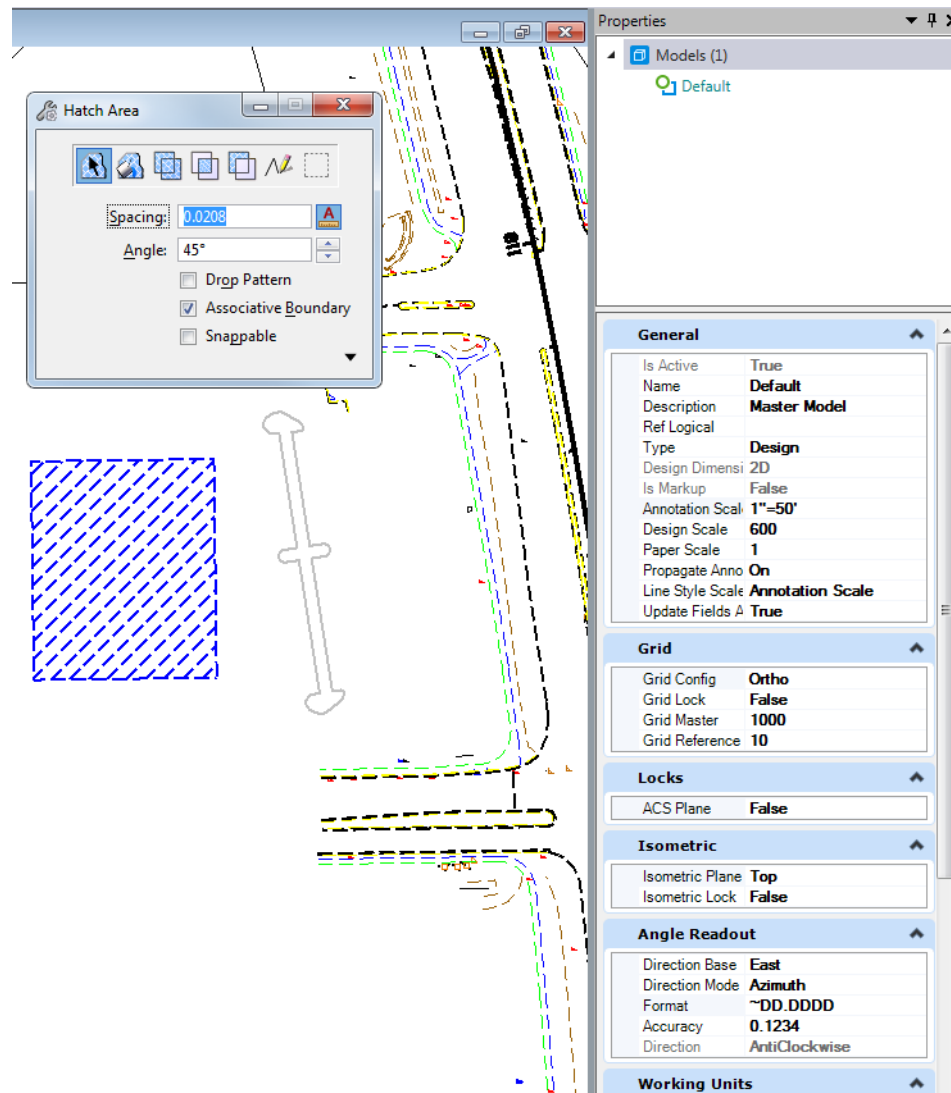 Properties
Models (1)
Default
Hatch Area
Spacing: 0.0208
A
Angle: 45°
Drop Pattern
Associative Boundary
Snappable
General
Is Active True
Name Default
Description Master Model
Ref Logical
Type Design
Design Dimensi 2D
Is Markup False
Annotation Scal 1"=50'
Design Scale 600
Paper Scale 1
Propagate Anno On
Line Style Scale Annotation Scale
Update Fields A True
Grid
Grid Config Ortho
Grid Lock False
Grid Master 1000
Grid Reference 10
Locks
ACS Plane False
Isometric
Isometric Plane Top
Isometric Lock False
Angle Readout
Direction Base East
Direction Mode Azimuth
Format ~DD.DDDD
Accuracy 0.1234
Direction AntiClockwise
Working Units